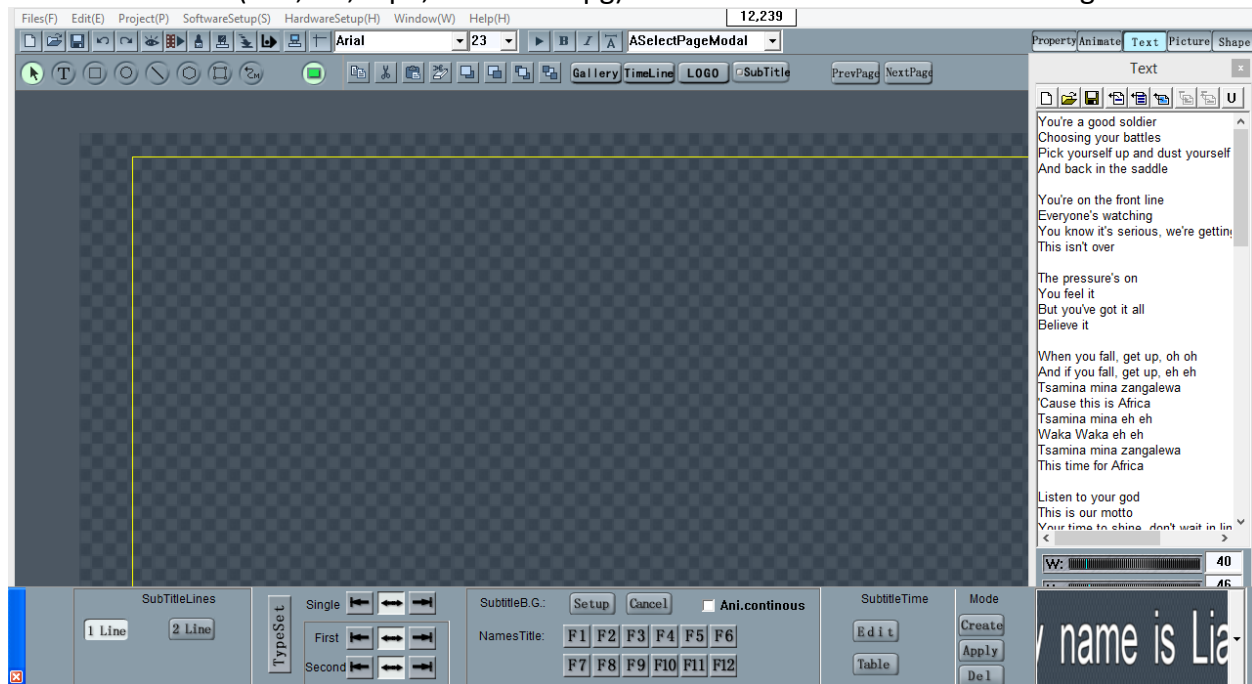 Files(F) Edit(E) Project(P) SoftwareSetup(S) HardwareSetup(H) Window(W) Help(H) 12,239
Arial 23 B I A ASelectPageModal
Property Animate Text Picture Shape
T Gallery TimeLine LOGO SubTitle PrevPage NextPage
Text
U
You're a good soldier
Choosing your battles
Pick yourself up and dust yourself
And back in the saddle
You're on the front line
Everyone's watching
You know it's serious, we're getting
This isn't over
The pressure's on
You feel it
But you've got it all
Believe it
When you fall, get up, oh oh
And if you fall, get up, eh eh
Tsamina mina zangalewa
'Cause this is Africa
Tsamina mina eh eh
Waka Waka eh eh
Tsamina mina zangalewa
This time for Africa
Listen to your god
This is our motto
Your time to shine, don't wait in lin
W: 40
46
SubTitleLines
1 Line 2 Line
TypeSet
Single
First
Second
SubtitleB.G.: Setup Cancel Ani.continous
NamesTitle: F1 F2 F3 F4 F5 F6
F7 F8 F9 F10 F11 F12
SubtitleTime
Edit
Table
Mode
Create
Apply
Del
name is Lia